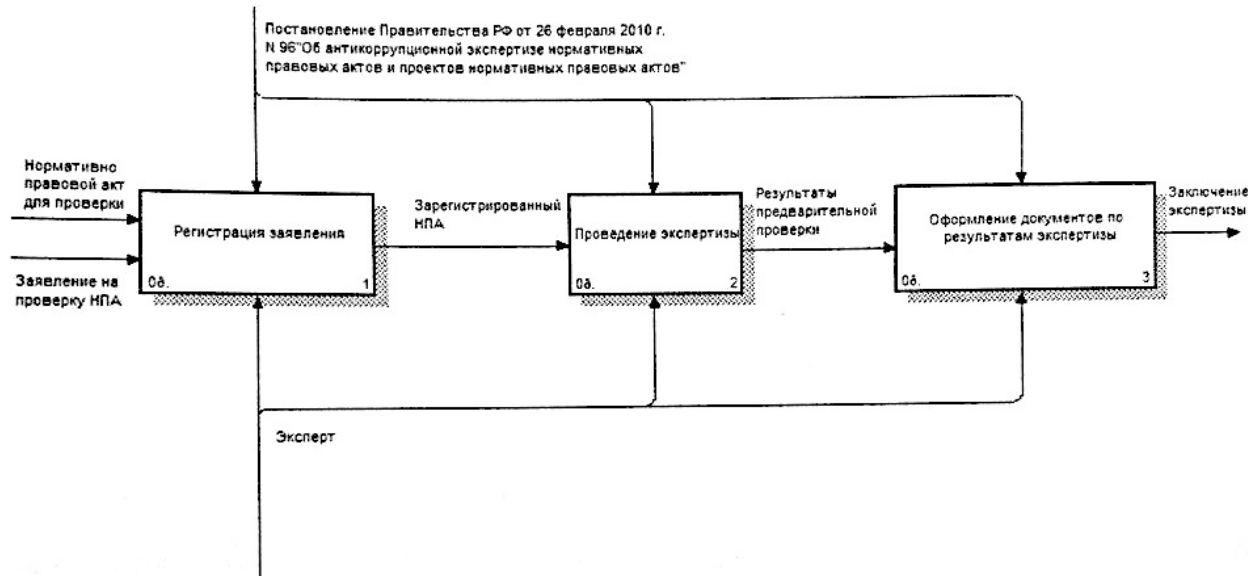 Постановление Правительства РФ от 26 февраля 2010 г.
N 96"Об антикоррупционной экспертизе нормативных
правовых актов и проектов нормативных правовых актов"
Нормативно
правовой акт
для проверки
Заявление на
проверку НПА
Регистрация заявления
0д.
1
Зарегистрированный
НПА
Проведение экспертизы
0д.
2
Результаты
предварительной
проверки
Оформление документов по
результатам экспертизы
0д.
3
Заключение
экспертизы
Эксперт